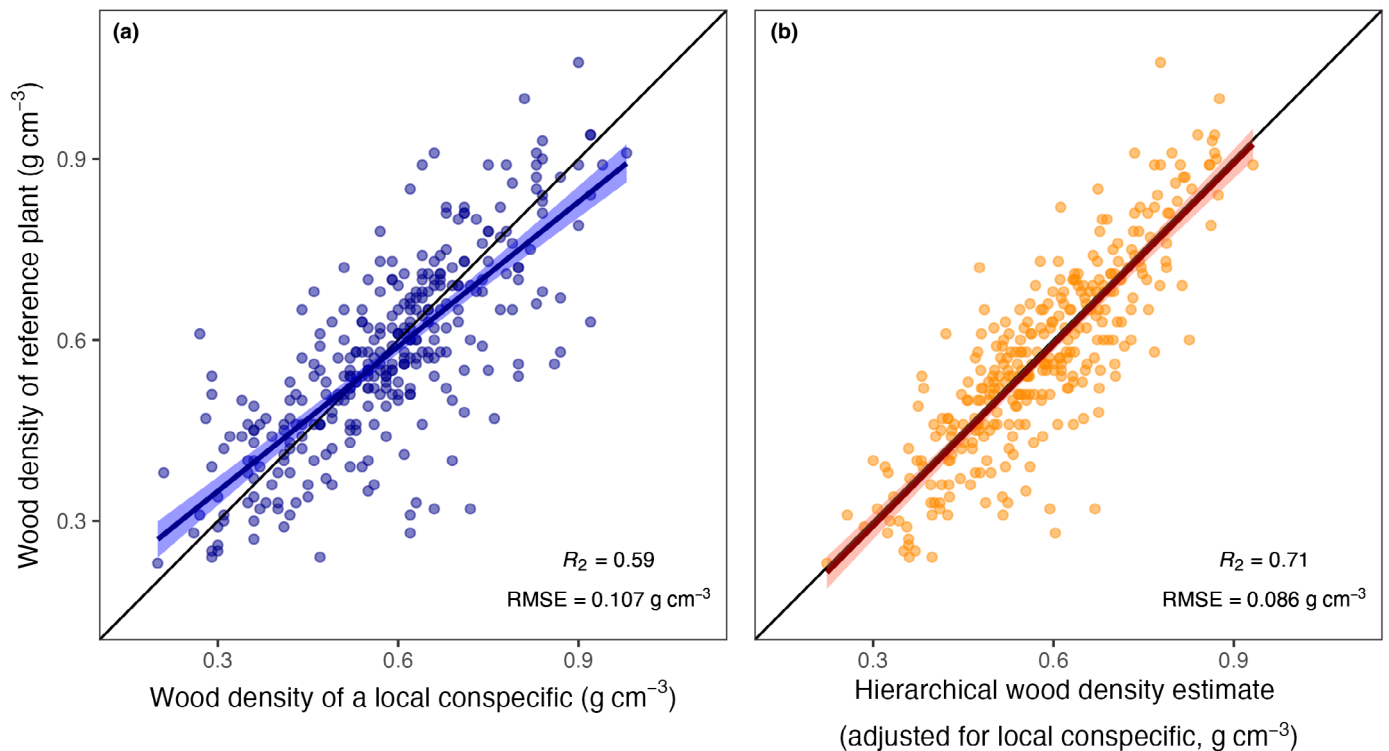 (a)
(b)
Wood density of reference plant (g cm⁻³)
0.9
0.6
0.3
R₂ = 0.59
RMSE = 0.107 g cm⁻³
R₂ = 0.71
RMSE = 0.086 g cm⁻³
0.3 0.6 0.9
0.3 0.6 0.9
Wood density of a local conspecific (g cm⁻³)
Hierarchical wood density estimate
(adjusted for local conspecific, g cm⁻³)